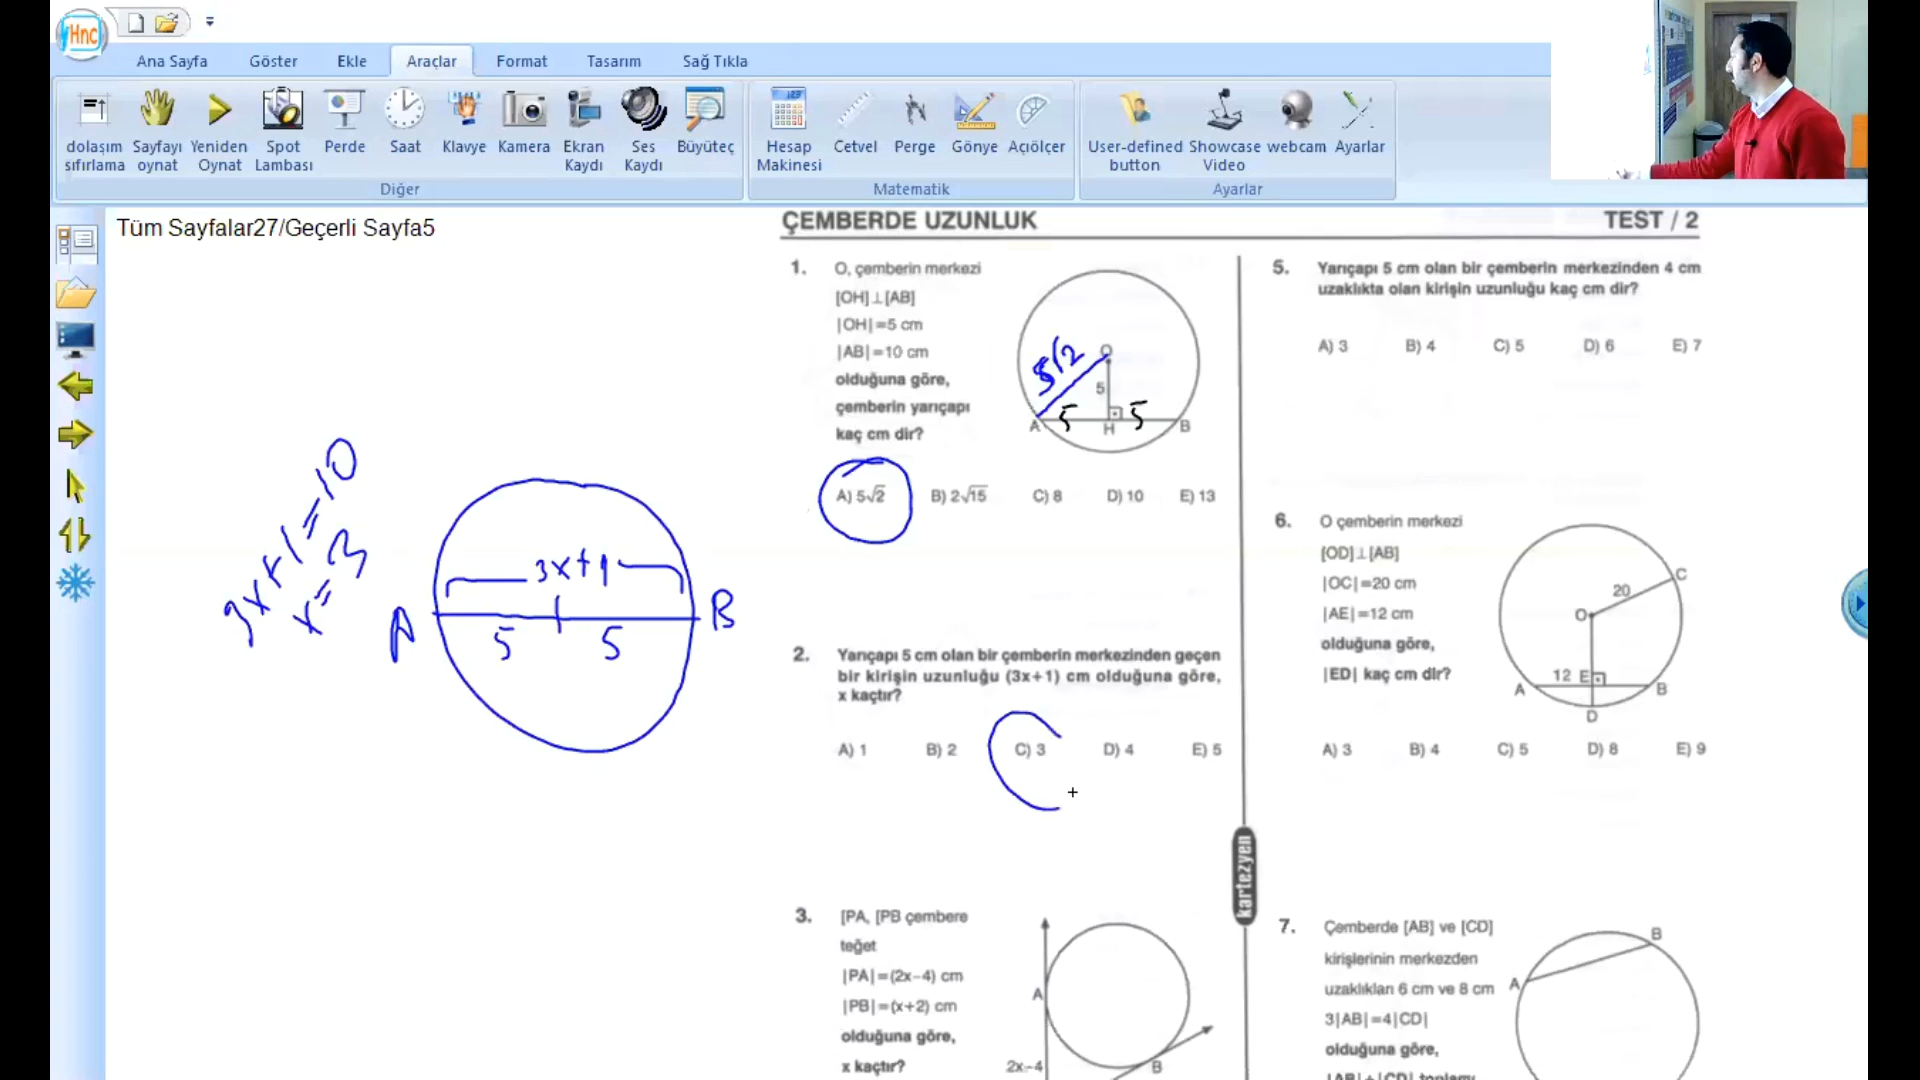 Hnc
Ana Sayfa
Göster
Ekle
Araçlar
Format
Tasarım
Sağ Tıkla
dolaşım sıfırlama
Sayfayı oynat
Yeniden Oynat
Spot Lambası
Perde
Saat
Klavye
Kamera
Ekran Kaydı
Ses Kaydı
Büyüteç
Hesap Makinesi
Cetvel
Perge
Gönye
Açıölçer
User-defined button
Showcase Video
webcam
Ayarlar
Diğer
Matematik
Ayarlar
Tüm Sayfalar27/Geçerli Sayfa5
3x+1=10
x=3
3x+1
A
B
5
5
ÇEMBERDE UZUNLUK
TEST / 2
1. O, çemberin merkezi
[OH]⊥[AB]
|OH|=5 cm
|AB|=10 cm
olduğuna göre,
çemberin yarıçapı
kaç cm dir?
5√2
O
5
5
5
A
H
B
A) 5√2 B) 2√15 C) 8 D) 10 E) 13
2. Yarıçapı 5 cm olan bir çemberin merkezinden geçen
bir kirişin uzunluğu (3x+1) cm olduğuna göre,
x kaçtır?
A) 1 B) 2 C) 3 D) 4 E) 5
3. [PA, [PB çembere
teğet
|PA|=(2x-4) cm
|PB|=(x+2) cm
olduğuna göre,
x kaçtır?
A
2x-4
B
kartezyen
5. Yarıçapı 5 cm olan bir çemberin merkezinden 4 cm
uzaklıkta olan kirişin uzunluğu kaç cm dir?
A) 3 B) 4 C) 5 D) 6 E) 7
6. O çemberin merkezi
[OD]⊥[AB]
|OC|=20 cm
|AE|=12 cm
olduğuna göre,
|ED| kaç cm dir?
C
20
O
12 E
A
B
D
A) 3 B) 4 C) 5 D) 8 E) 9
7. Çemberde [AB] ve [CD]
kirişlerinin merkezden
uzaklıkları 6 cm ve 8 cm
3|AB|=4|CD|
olduğuna göre,
|AB|+|CD| toplamı
B
A